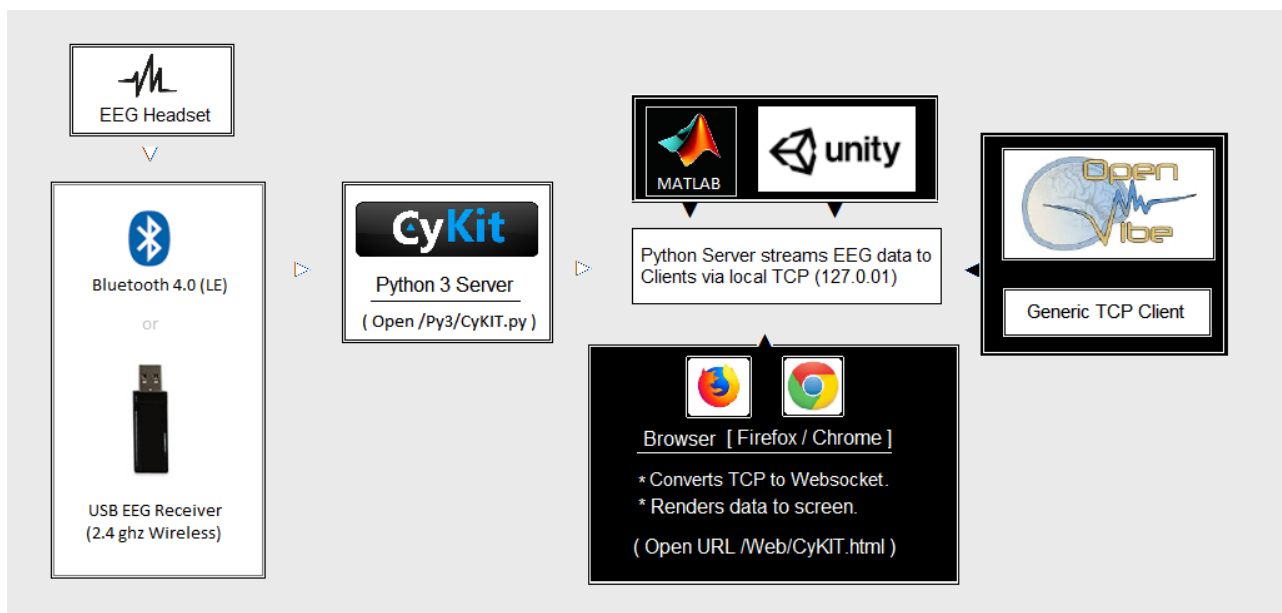 EEG Headset
Bluetooth 4.0 (LE)
or
USB EEG Receiver
(2.4 ghz Wireless)
CyKit
Python 3 Server
( Open /Py3/CyKIT.py )
MATLAB
unity
Python Server streams EEG data to
Clients via local TCP (127.0.01)
Open
Vibe
Generic TCP Client
Browser [ Firefox / Chrome ]
* Converts TCP to Websocket.
* Renders data to screen.
( Open URL /Web/CyKIT.html )